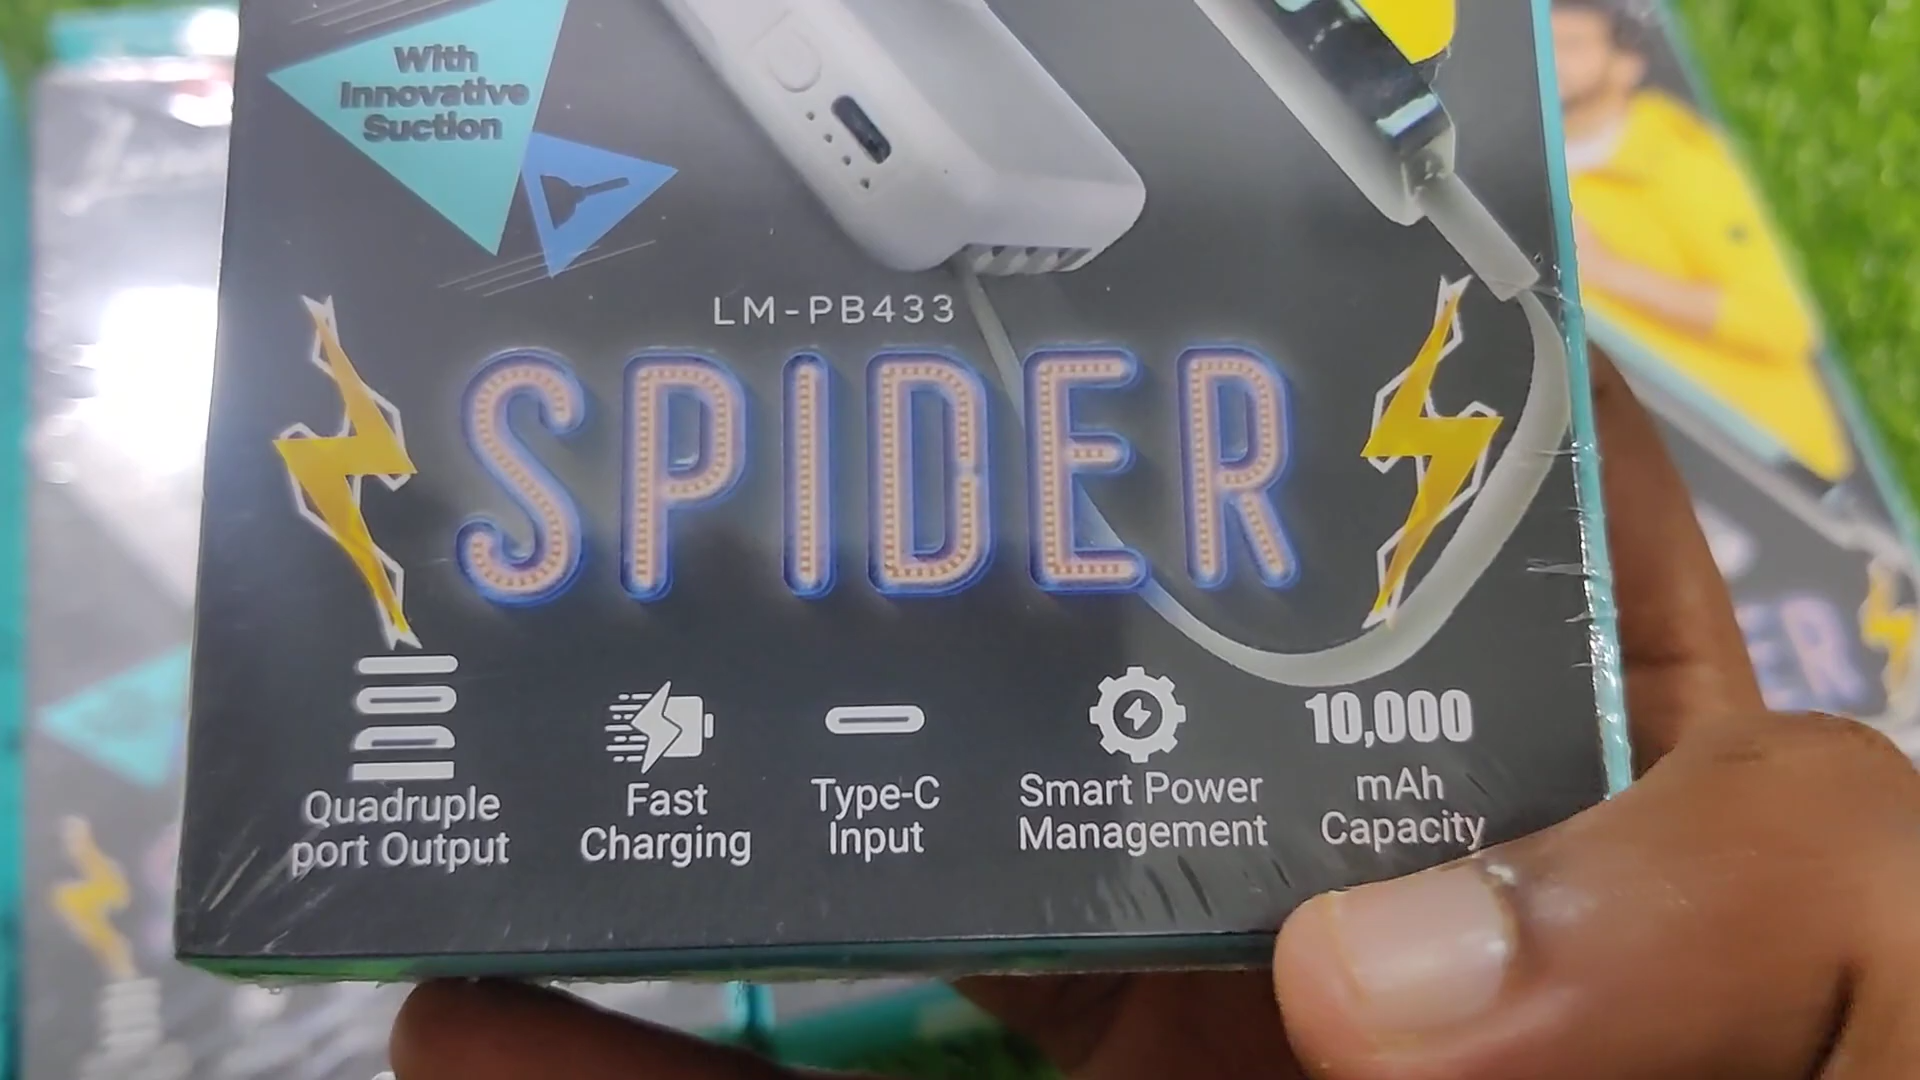 With
Innovative
Suction
LM-PB433
SPIDER
Quadruple
port Output
Fast
Charging
Type-C
Input
Smart Power
Management
10,000
mAh
Capacity
ER